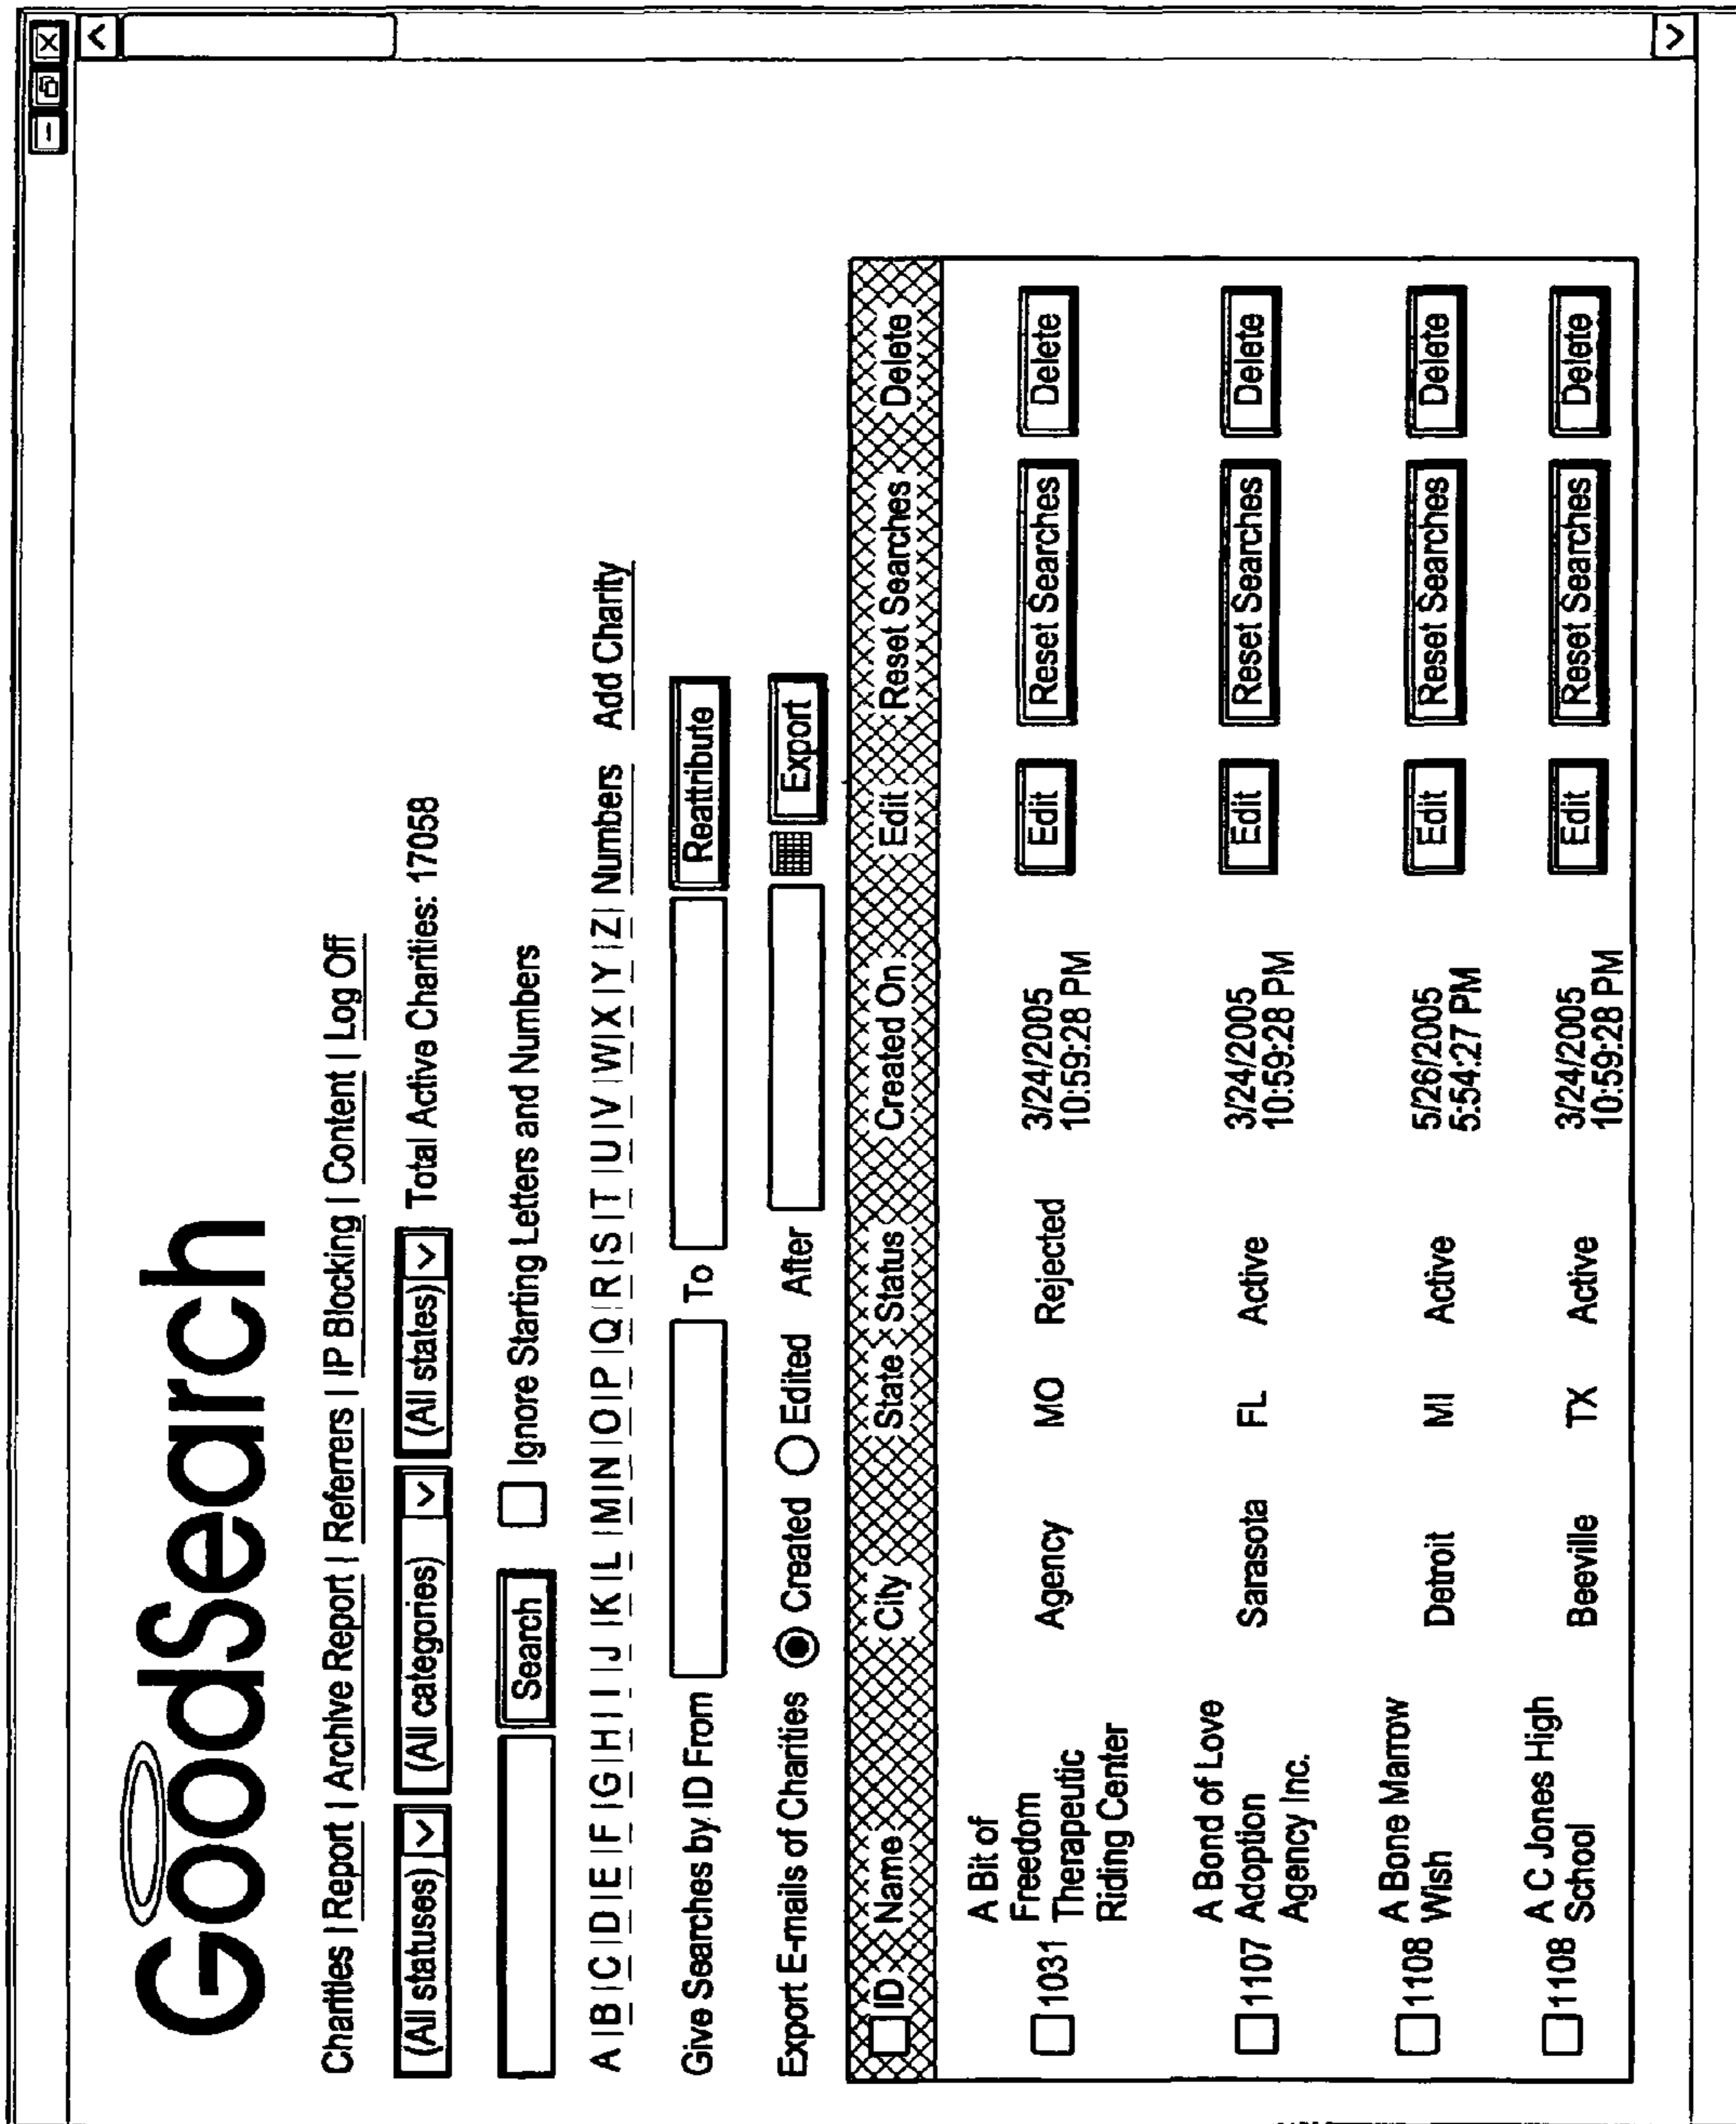 GoodSearch
Charities | Report | Archive Report | Referrers | IP Blocking | Content | Log Off
(All statuses) (All categories) (All states) Total Active Charities: 17058
Search Ignore Starting Letters and Numbers
A | B | C | D | E | F | G | H | I | J | K | L | M | N | O | P | Q | R | S | T | U | V | W | X | Y | Z | Numbers Add Charity
Give Searches by ID From To Reattribute
Export E-mails of Charities Created Edited After Export
ID Name City State Status Created On Edit Reset Searches Delete
A Bit of
Freedom 3/24/2005
1031 Therapeutic Agency MO Rejected 10:59:28 PM Edit Reset Searches Delete
Riding Center
A Bond of Love 3/24/2005
1107 Adoption Sarasota FL Active 10:59:28 PM Edit Reset Searches Delete
Agency Inc.
A Bone Marrow 5/26/2005
1108 Wish Detroit MI Active 5:54:27 PM Edit Reset Searches Delete
A C Jones High 3/24/2005
1108 School Beeville TX Active 10:59:28 PM Edit Reset Searches Delete